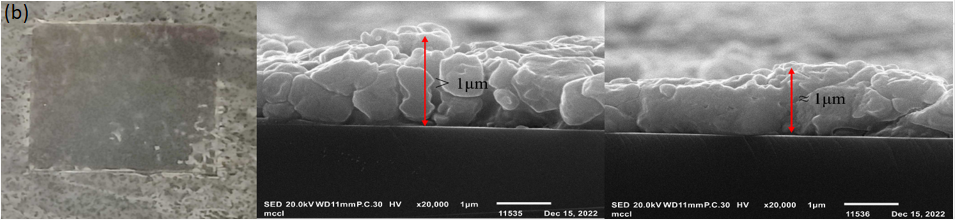 (b)
> 1μm
SED 20.0kV WD11mmP.C.30 HV x20,000 1μm
mccl 11535 Dec 15, 2022
≈ 1μm
SED 20.0kV WD11mmP.C.30 HV x20,000 1μm
mccl 11536 Dec 15, 2022